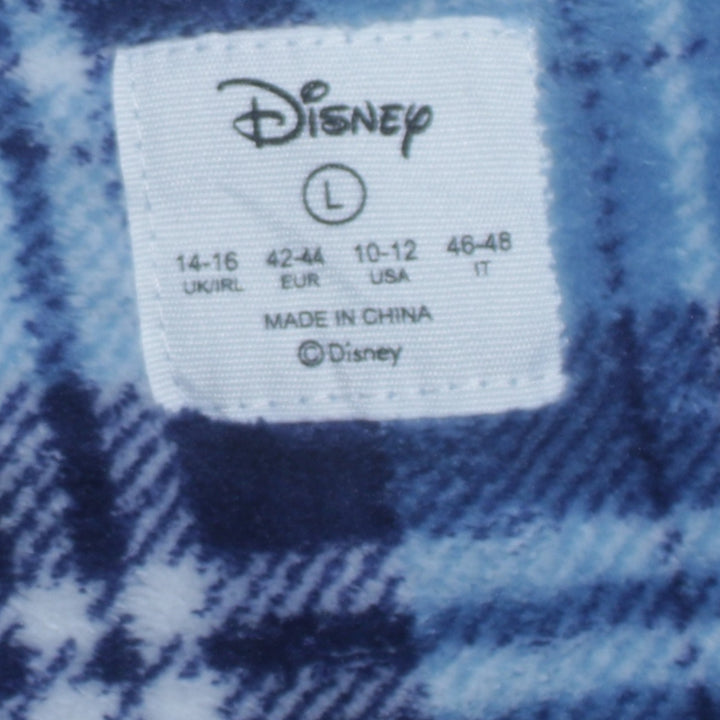 Disney
L
14-16 42-44 10-12 46-48
UK/IRL EUR USA IT
MADE IN CHINA
©Disney